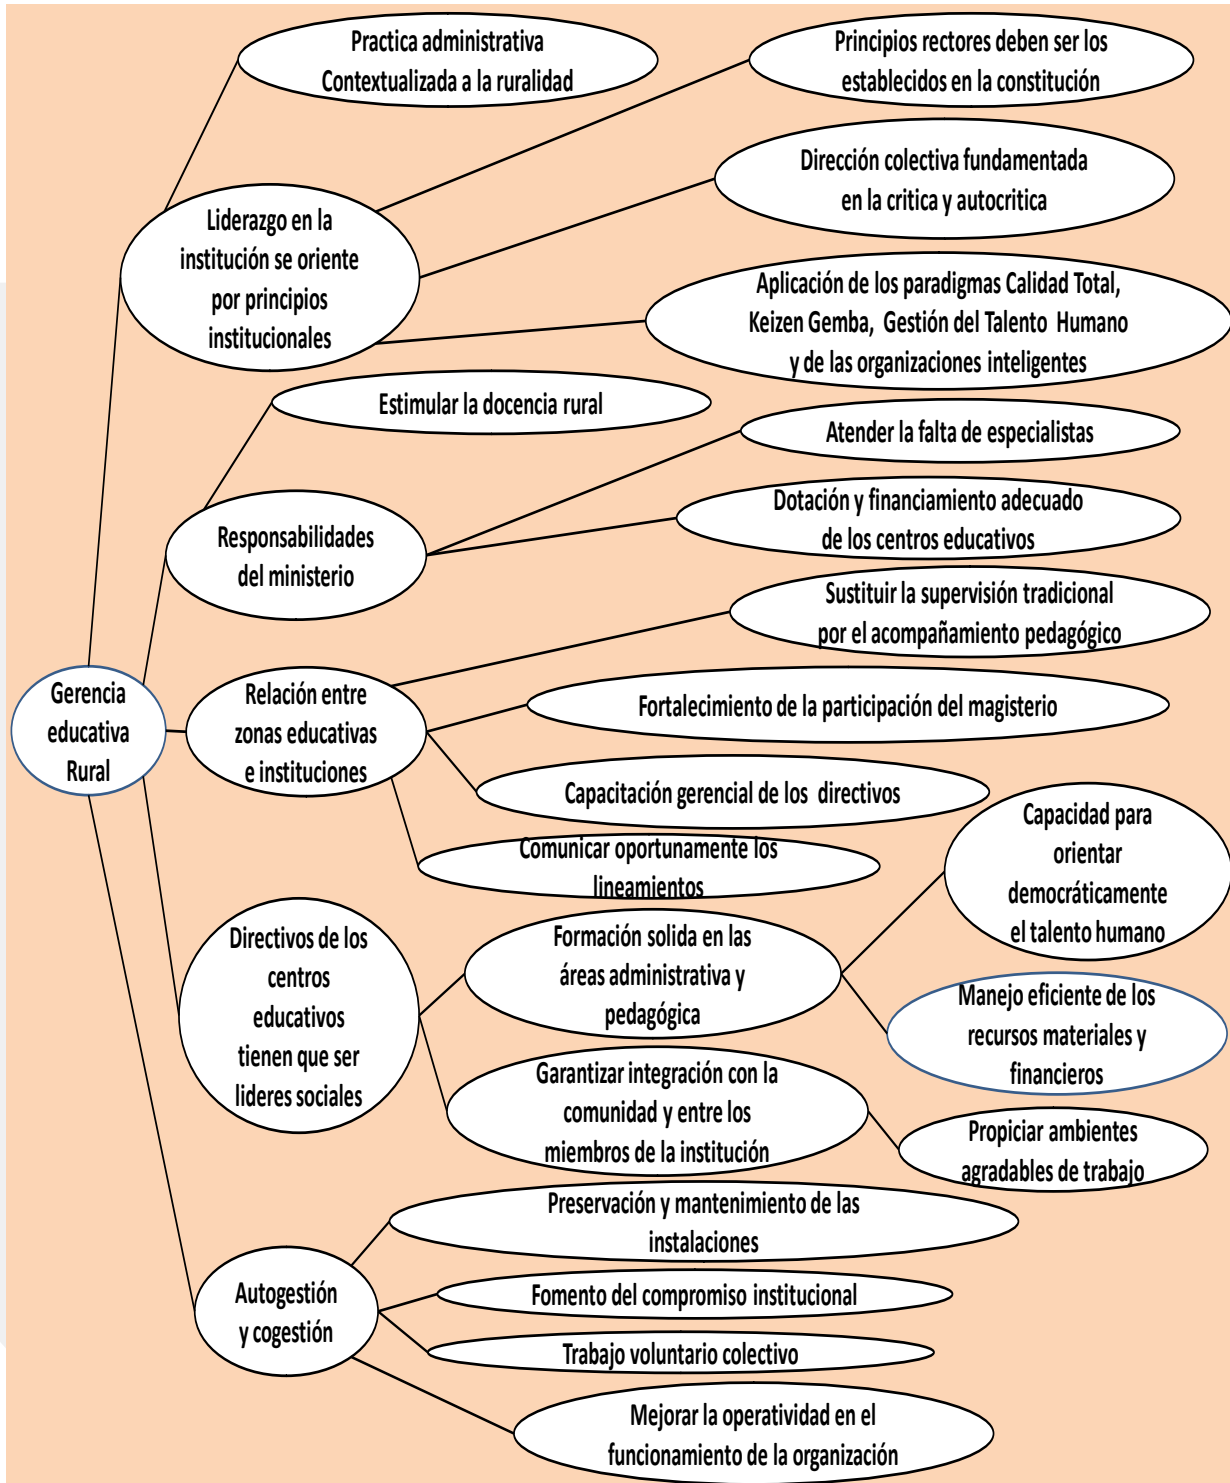 Practica administrativa
Contextualizada a la ruralidad
Principios rectores deben ser los
establecidos en la constitución
Dirección colectiva fundamentada
en la critica y autocritica
Liderazgo en la
institución se oriente
por principios
institucionales
Aplicación de los paradigmas Calidad Total,
Keizen Gemba, Gestión del Talento Humano
y de las organizaciones inteligentes
Estimular la docencia rural
Atender la falta de especialistas
Responsabilidades
del ministerio
Dotación y financiamiento adecuado
de los centros educativos
Sustituir la supervisión tradicional
por el acompañamiento pedagógico
Gerencia
educativa
Rural
Relación entre
zonas educativas
e instituciones
Fortalecimiento de la participación del magisterio
Capacitación gerencial de los directivos
Comunicar oportunamente los
lineamientos
Capacidad para
orientar
democráticamente
el talento humano
Directivos de los
centros
educativos
tienen que ser
lideres sociales
Formación solida en las
áreas administrativa y
pedagógica
Manejo eficiente de los
recursos materiales y
financieros
Garantizar integración con la
comunidad y entre los
miembros de la institución
Propiciar ambientes
agradables de trabajo
Preservación y mantenimiento de las
instalaciones
Autogestión
y cogestión
Fomento del compromiso institucional
Trabajo voluntario colectivo
Mejorar la operatividad en el
funcionamiento de la organización